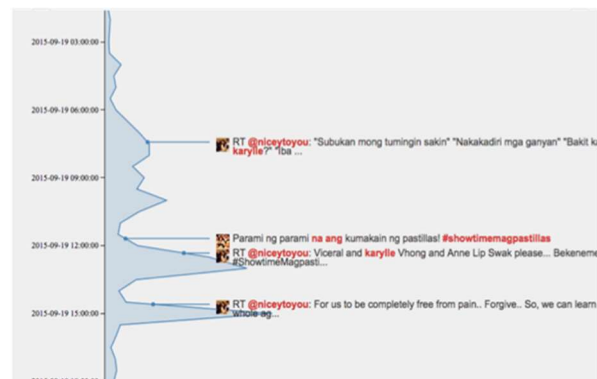 2015-09-19 03:00:00
2015-09-19 06:00:00
RT @niceytoyou: "Subukan mong tumingin sakin" "Nakakadiri mga ganyan" "Bakit ka
karylle?" "Iba ...
2015-09-19 09:00:00
Parami ng parami na ang kumakain ng pastillas! #showtimemagpastillas
2015-09-19 12:00:00
RT @niceytoyou: Viceral and karylle Vhong and Anne Lip Swak please... Bekeneme
#ShowtimeMagpasti...
RT @niceytoyou: For us to be completely free from pain.. Forgive.. So, we can learn
2015-09-19 15:00:00
whole ag...